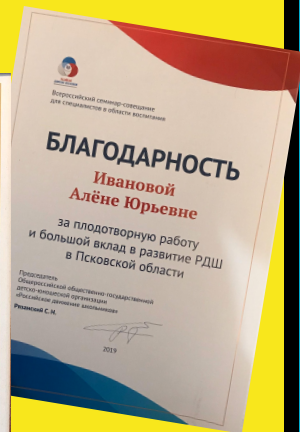 Всероссийский семинар-совещание
для специалистов в области воспитания
БЛАГОДАРНОСТЬ
Ивановой
Алёне Юрьевне
за плодотворную работу
и большой вклад в развитие РДШ
в Псковской области
Председатель
Общероссийской общественно-государственной
детско-юношеской организации
«Российское движение школьников»
Рязанский С. Н.
2019